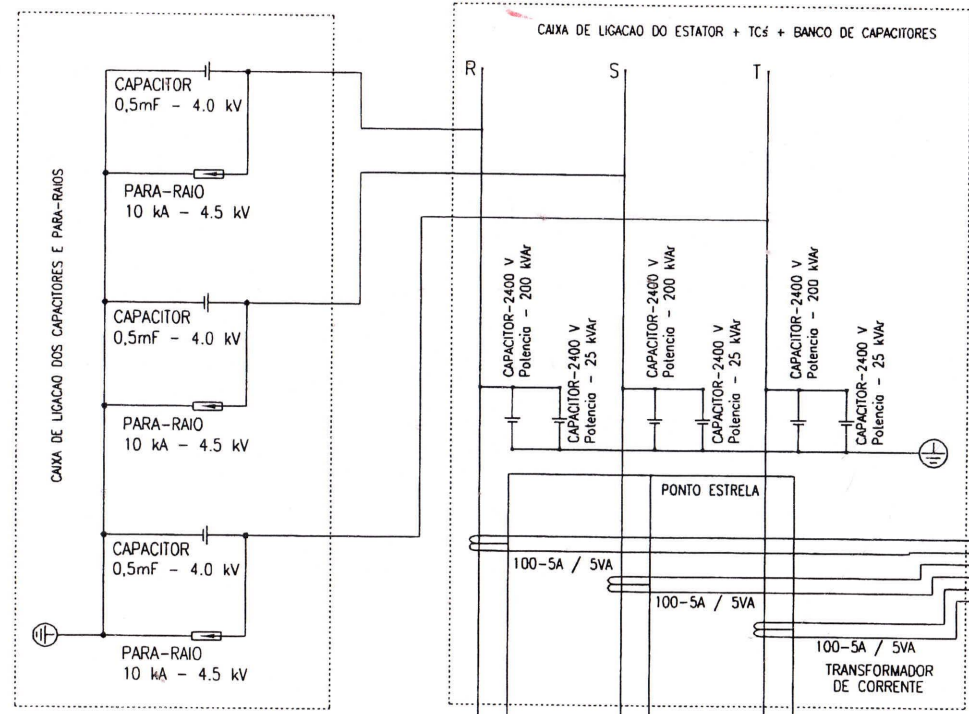 CAIXA DE LIGACAO DOS CAPACITORES E PARA-RAIOS
CAPACITOR
0,5mF - 4.0 kV
PARA-RAIO
10 kA - 4.5 kV
CAPACITOR
0,5mF - 4.0 kV
PARA-RAIO
10 kA - 4.5 kV
CAPACITOR
0,5mF - 4.0 kV
PARA-RAIO
10 kA - 4.5 kV
CAIXA DE LIGACAO DO ESTATOR + TCś + BANCO DE CAPACITORES
R
S
T
CAPACITOR-2400 V
Potencia - 200 kVAr
CAPACITOR-2400 V
Potencia - 25 kVAr
CAPACITOR-2400 V
Potencia - 200 kVAr
CAPACITOR-2400 V
Potencia - 25 kVAr
CAPACITOR-2400 V
Potencia - 200 kVAr
CAPACITOR-2400 V
Potencia - 25 kVAr
PONTO ESTRELA
100-5A / 5VA
100-5A / 5VA
100-5A / 5VA
TRANSFORMADOR
DE CORRENTE